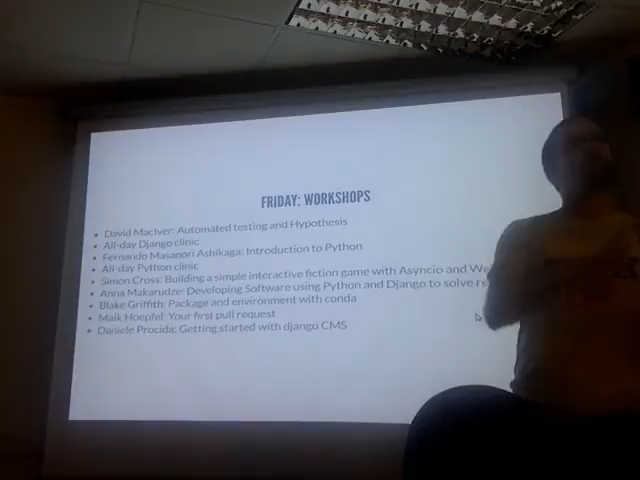 FRIDAY: WORKSHOPS
• David MacIver: Automated testing and Hypothesis
• All-day Django clinic
• Fernando Masanori Ashikaga: Introduction to Python
• All-day Python clinic
• Simon Cross: Building a simple interactive fiction game with Asyncio and We
• Anna Makarudze: Developing Software using Python and Django to solve re
• Blake Griffith: Package and environment with conda
• Maik Hoepfel: Your first pull request
• Daniele Procida: Getting started with django CMS